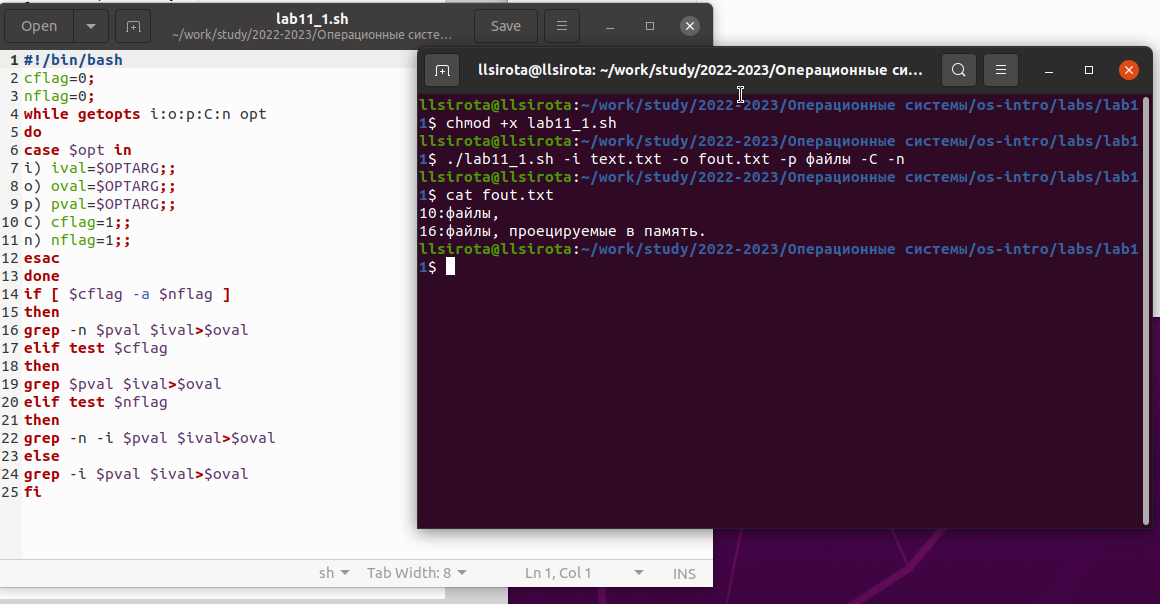 Open
lab11_1.sh
~/work/study/2022-2023/Операционные систе...
Save
1 #!/bin/bash
2 cflag=0;
3 nflag=0;
4 while getopts i:o:p:C:n opt
5 do
6 case $opt in
7 i) ival=$OPTARG;;
8 o) oval=$OPTARG;;
9 p) pval=$OPTARG;;
10 C) cflag=1;;
11 n) nflag=1;;
12 esac
13 done
14 if [ $cflag -a $nflag ]
15 then
16 grep -n $pval $ival>$oval
17 elif test $cflag
18 then
19 grep $pval $ival>$oval
20 elif test $nflag
21 then
22 grep -n -i $pval $ival>$oval
23 else
24 grep -i $pval $ival>$oval
25 fi
sh Tab Width: 8 Ln 1, Col 1 INS
llsirota@llsirota: ~/work/study/2022-2023/Операционные си...
llsirota@llsirota:~/work/study/2022-2023/Операционные системы/os-intro/labs/lab1
1$ chmod +x lab11_1.sh
llsirota@llsirota:~/work/study/2022-2023/Операционные системы/os-intro/labs/lab1
1$ ./lab11_1.sh -i text.txt -o fout.txt -p файлы -C -n
llsirota@llsirota:~/work/study/2022-2023/Операционные системы/os-intro/labs/lab1
1$ cat fout.txt
10:файлы,
16:файлы, проецируемые в память.
llsirota@llsirota:~/work/study/2022-2023/Операционные системы/os-intro/labs/lab1
1$